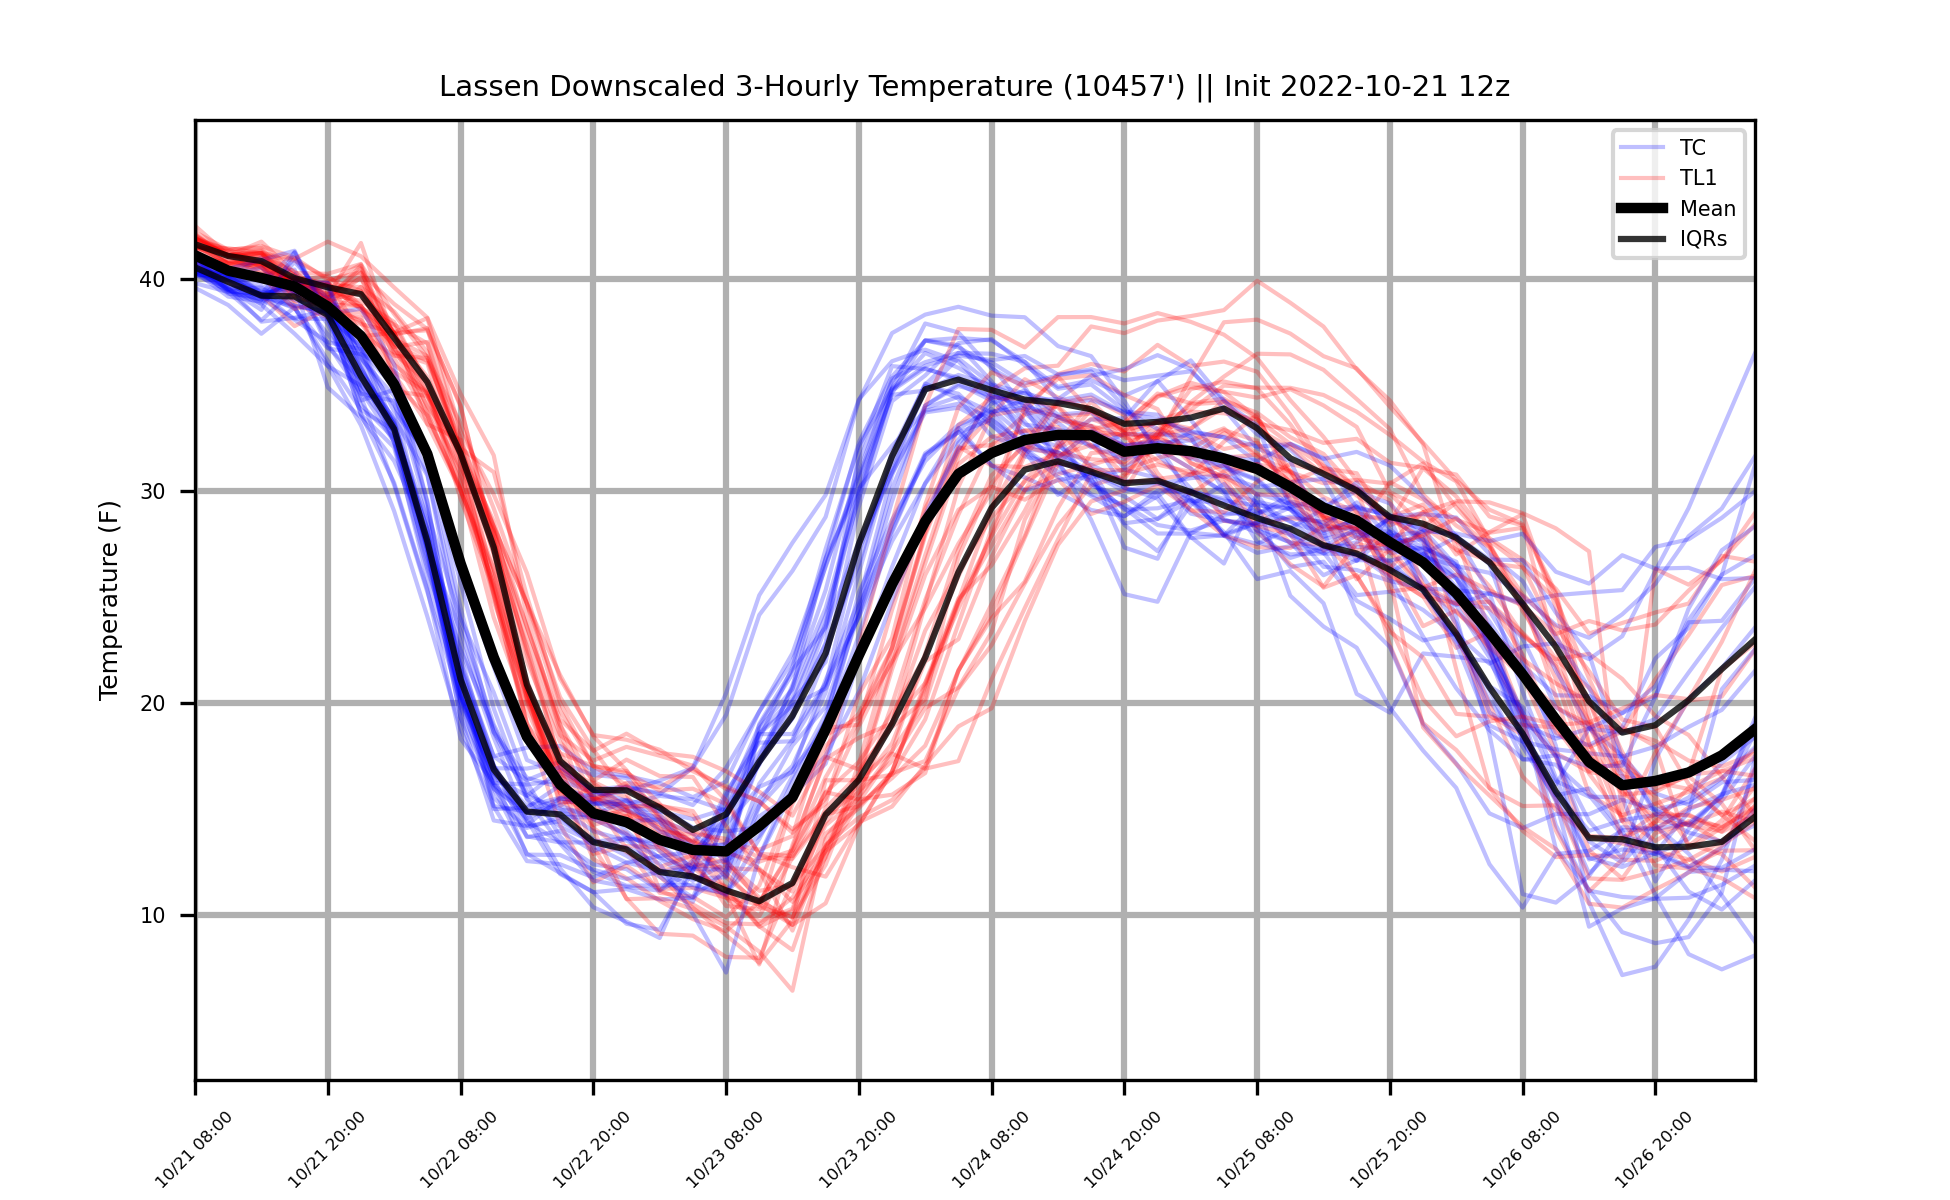 Lassen Downscaled 3-Hourly Temperature (10457') || Init 2022-10-21 12z
TC
TL1
Mean
IQRs
Temperature (F)
40
30
20
10
10/21 08:00
10/21 20:00
10/22 08:00
10/22 20:00
10/23 08:00
10/23 20:00
10/24 08:00
10/24 20:00
10/25 08:00
10/25 20:00
10/26 08:00
10/26 20:00